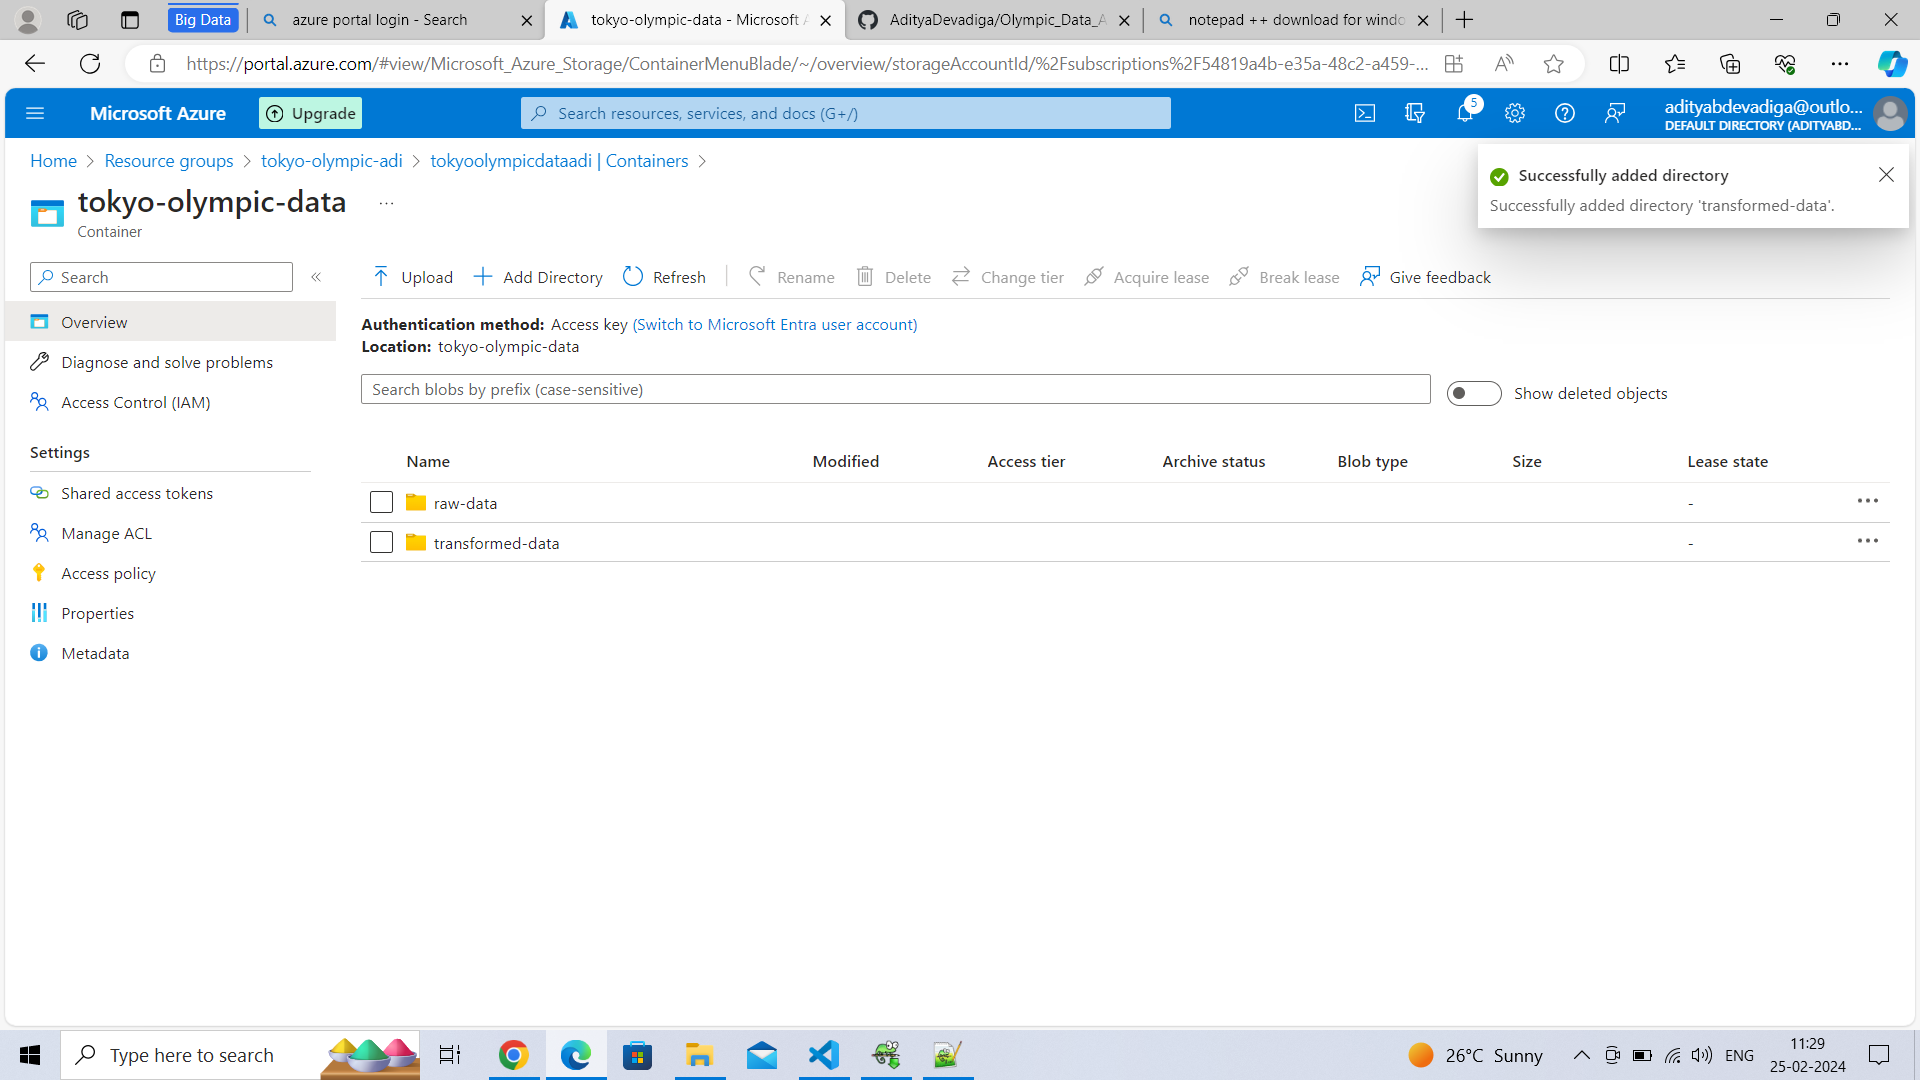 Big Data
azure portal login - Search
tokyo-olympic-data - Microsoft A
AdityaDevadiga/Olympic_Data_A
notepad ++ download for windo
https://portal.azure.com/#view/Microsoft_Azure_Storage/ContainerMenuBlade/~/overview/storageAccountId/%2Fsubscriptions%2F54819a4b-e35a-48c2-a459-...
Microsoft Azure
Upgrade
Search resources, services, and docs (G+/)
5
adityabdevadiga@outlo...
DEFAULT DIRECTORY (ADITYABD...
Home > Resource groups > tokyo-olympic-adi > tokyoolympicdataadi | Containers >
Successfully added directory
Successfully added directory 'transformed-data'.
tokyo-olympic-data ...
Container
Search
«
Upload
Add Directory
Refresh
Rename
Delete
Change tier
Acquire lease
Break lease
Give feedback
Overview
Diagnose and solve problems
Access Control (IAM)
Settings
Shared access tokens
Manage ACL
Access policy
Properties
Metadata
Authentication method: Access key (Switch to Microsoft Entra user account)
Location: tokyo-olympic-data
Search blobs by prefix (case-sensitive)
Show deleted objects
Name Modified Access tier Archive status Blob type Size Lease state
raw-data - ...
transformed-data - ...
Type here to search
26°C Sunny
ENG
11:29
25-02-2024